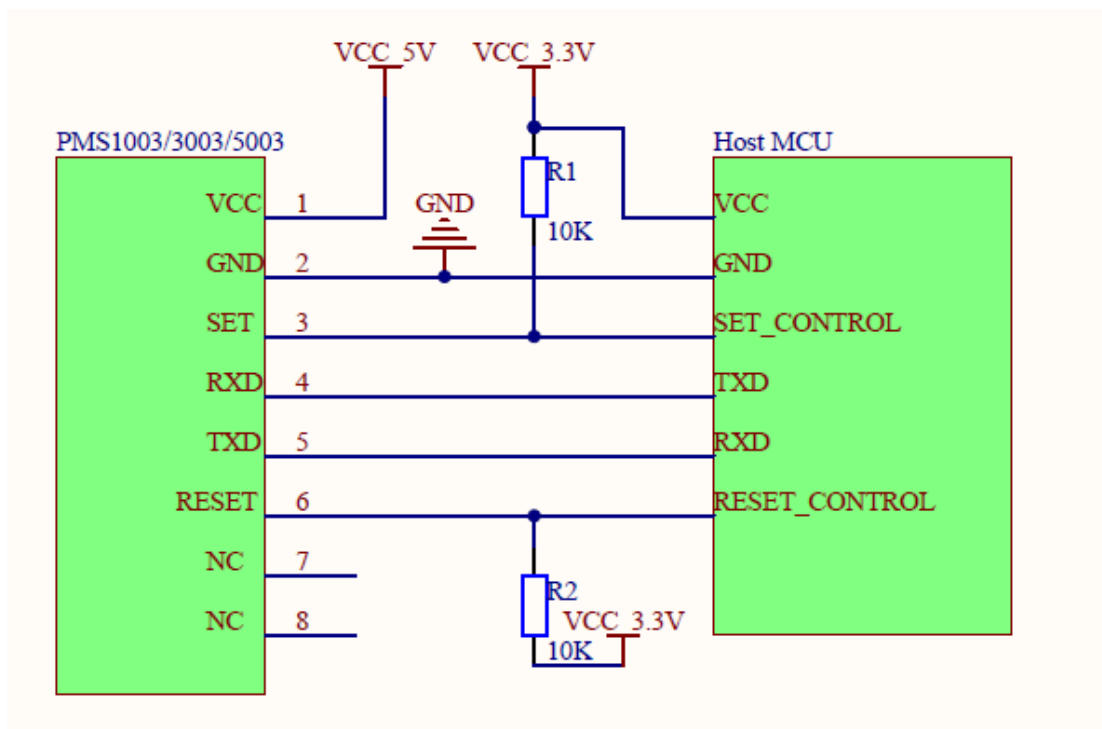 VCC_5V VCC_3.3V
PMS1003/3003/5003 Host MCU
R1
VCC 1 GND VCC
10K
GND 2 GND
SET 3 SET_CONTROL
RXD 4 TXD
TXD 5 RXD
RESET 6 RESET_CONTROL
NC 7
R2
NC 8 VCC_3.3V
10K